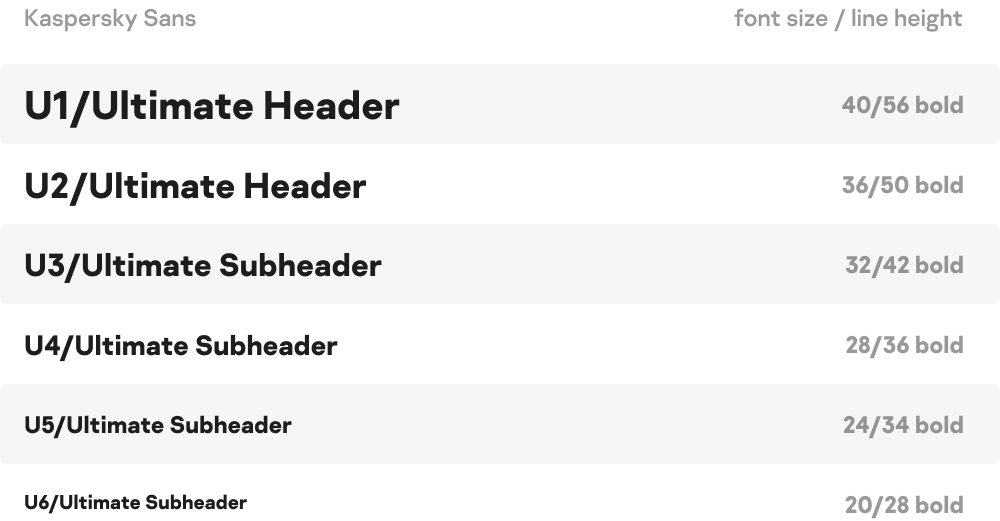 Kaspersky Sans font size / line height
U1/Ultimate Header 40/56 bold
U2/Ultimate Header 36/50 bold
U3/Ultimate Subheader 32/42 bold
U4/Ultimate Subheader 28/36 bold
U5/Ultimate Subheader 24/34 bold
U6/Ultimate Subheader 20/28 bold